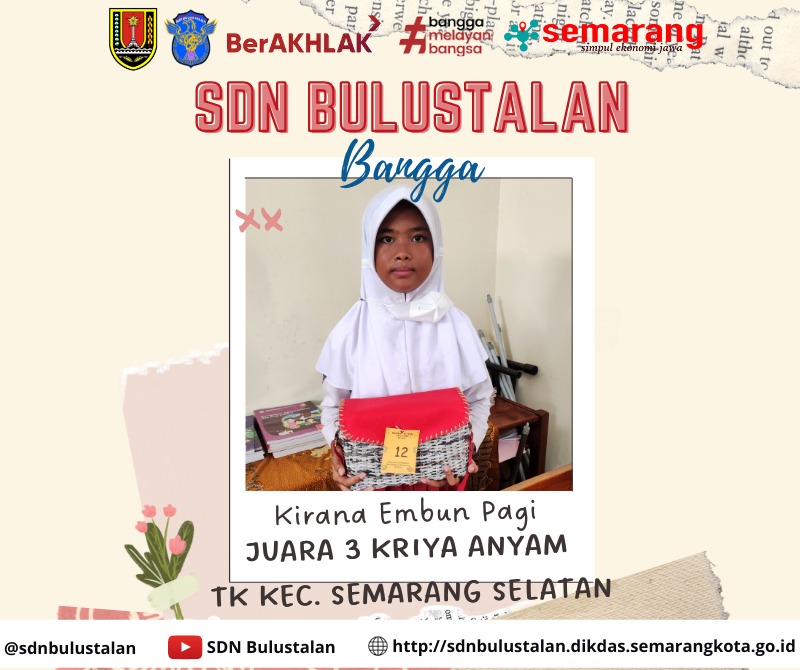 BerAKHLAK
#bangga melayani bangsa
semarang
simpul ekonomi jawa
SDN BULUSTALAN
Bangga
12
Kirana Embun Pagi
JUARA 3 KRIYA ANYAM
TK KEC. SEMARANG SELATAN
@sdnbulustalan
SDN Bulustalan
http://sdnbulustalan.dikdas.semarangkota.go.id